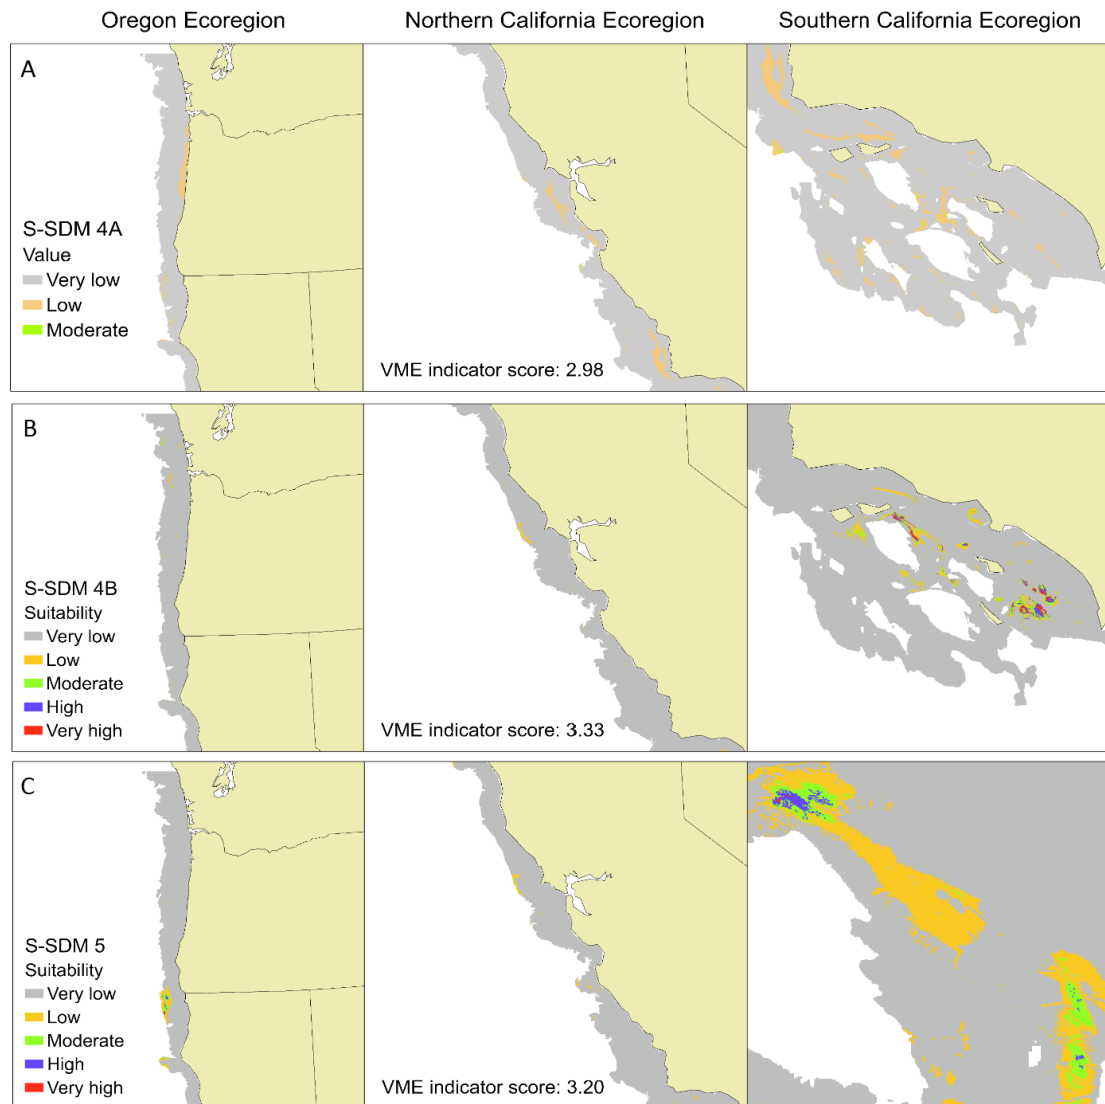 Oregon Ecoregion
Northern California Ecoregion
Southern California Ecoregion
A
S-SDM 4A
Value
Very low
Low
Moderate
VME indicator score: 2.98
B
S-SDM 4B
Suitability
Very low
Low
Moderate
High
Very high
VME indicator score: 3.33
C
S-SDM 5
Suitability
Very low
Low
Moderate
High
Very high
VME indicator score: 3.20